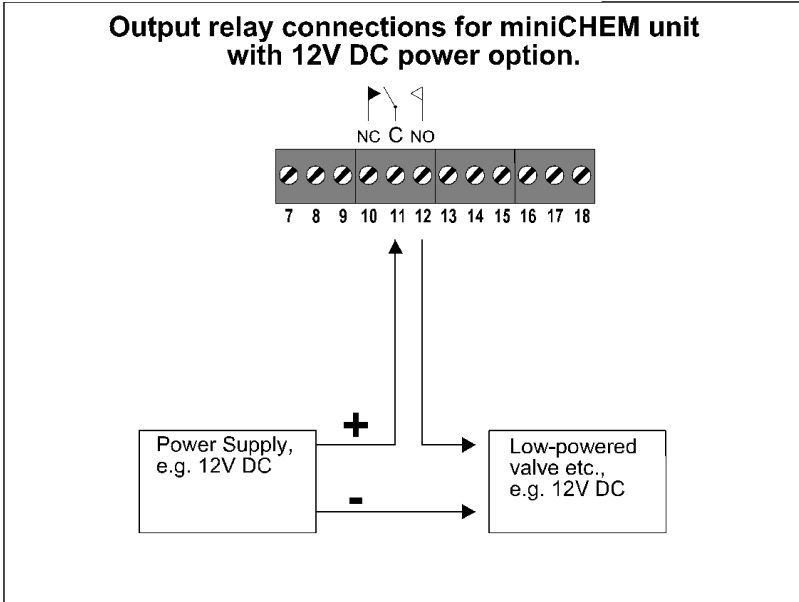 Output relay connections for miniCHEM unit
with 12V DC power option.
NC C NO
7 8 9 10 11 12 13 14 15 16 17 18
+
Power Supply,
e.g. 12V DC
-
Low-powered
valve etc.,
e.g. 12V DC